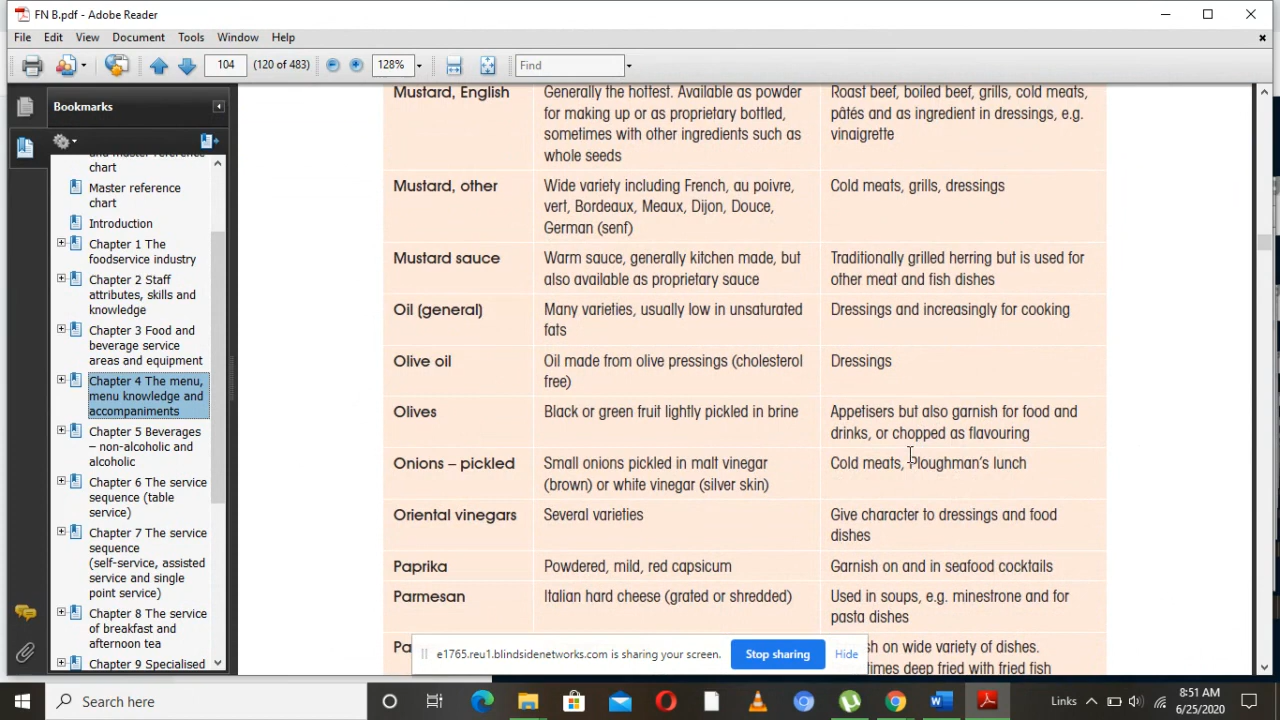 FN B.pdf - Adobe Reader
File Edit View Document Tools Window Help
104 (120 of 483) 128% Find
Bookmarks
and master reference
chart
Master reference
chart
Introduction
Chapter 1 The
foodservice industry
Chapter 2 Staff
attributes, skills and
knowledge
Chapter 3 Food and
beverage service
areas and equipment
Chapter 4 The menu,
menu knowledge and
accompaniments
Chapter 5 Beverages
– non-alcoholic and
alcoholic
Chapter 6 The service
sequence (table
service)
Chapter 7 The service
sequence
(self-service, assisted
service and single
point service)
Chapter 8 The service
of breakfast and
afternoon tea
Chapter 9 Specialised
Mustard, English
Generally the hottest. Available as powder
for making up or as proprietary bottled,
sometimes with other ingredients such as
whole seeds
Roast beef, boiled beef, grills, cold meats,
pâtés and as ingredient in dressings, e.g.
vinaigrette
Mustard, other
Wide variety including French, au poivre,
vert, Bordeaux, Meaux, Dijon, Douce,
German (senf)
Cold meats, grills, dressings
Mustard sauce
Warm sauce, generally kitchen made, but
also available as proprietary sauce
Traditionally grilled herring but is used for
other meat and fish dishes
Oil (general)
Many varieties, usually low in unsaturated
fats
Dressings and increasingly for cooking
Olive oil
Oil made from olive pressings (cholesterol
free)
Dressings
Olives
Black or green fruit lightly pickled in brine
Appetisers but also garnish for food and
drinks, or chopped as flavouring
Onions – pickled
Small onions pickled in malt vinegar
(brown) or white vinegar (silver skin)
Cold meats, Ploughman's lunch
Oriental vinegars
Several varieties
Give character to dressings and food
dishes
Paprika
Powdered, mild, red capsicum
Garnish on and in seafood cocktails
Parmesan
Italian hard cheese (grated or shredded)
Used in soups, e.g. minestrone and for
pasta dishes
on wide variety of dishes.
deep fried with fried fish
e1765.reu1.blindsidenetworks.com is sharing your screen. Stop sharing Hide
Search here Links 8:51 AM
6/25/2020